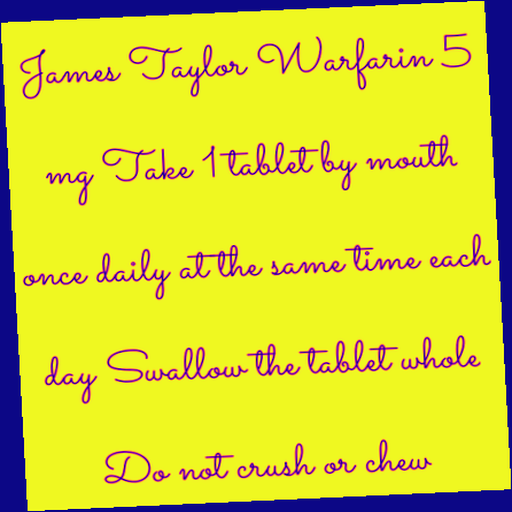 James Taylor Warfarin 5
mg Take 1 tablet by mouth
once daily at the same time each
day Swallow the tablet whole
Do not crush or chew